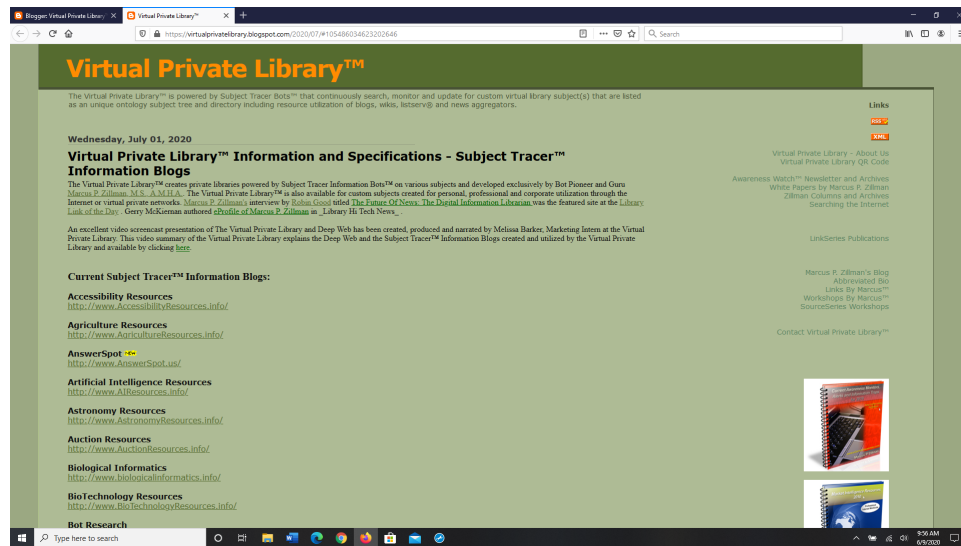 Blogger: Virtual Private Library
Virtual Private Library™
https://virtualprivatelibrary.blogspot.com/2020/07/#105486034623202646
Search
Virtual Private Library™
The Virtual Private Library™ is powered by Subject Tracer Bots™ that continuously search, monitor and update for custom virtual library subject(s) that are listed
as an unique ontology subject tree and directory including resource utilization of blogs, wikis, listserv® and news aggregators.
Wednesday, July 01, 2020
Virtual Private Library™ Information and Specifications - Subject Tracer™
Information Blogs
The Virtual Private Library™ creates private libraries powered by Subject Tracer Information Bots™ on various subjects and developed exclusively by Bot Pioneer and Guru
Marcus P. Zillman, M.S., A.M.H.A.. The Virtual Private Library™ is also available for custom subjects created for personal, professional and corporate utilization through the
Internet or virtual private networks. Marcus P. Zillman's interview by Robin Good titled The Future Of News: The Digital Information Librarian was the featured site at the Library
Link of the Day . Gerry McKiernan authored eProfile of Marcus P. Zillman in _Library Hi Tech News_ .
An excellent video screencast presentation of The Virtual Private Library and Deep Web has been created, produced and narrated by Melissa Barker, Marketing Intern at the Virtual
Private Library. This video summary of the Virtual Private Library explains the Deep Web and the Subject Tracer™ Information Blogs created and utilized by the Virtual Private
Library and available by clicking here.
Current Subject Tracer™ Information Blogs:
Accessibility Resources
http://www.AccessibilityResources.info/
Agriculture Resources
http://www.AgricultureResources.info/
AnswerSpot NEW
http://www.AnswerSpot.us/
Artificial Intelligence Resources
http://www.AIResources.info/
Astronomy Resources
http://www.AstronomyResources.info/
Auction Resources
http://www.AuctionResources.info/
Biological Informatics
http://www.biologicalinformatics.info/
BioTechnology Resources
http://www.BioTechnologyResources.info/
Bot Research
Links
RSS
XML
Virtual Private Library - About Us
Virtual Private Library QR Code
Awareness Watch™ Newsletter and Archives
White Papers by Marcus P. Zillman
Zillman Columns and Archives
Searching the Internet
LinkSeries Publications
Marcus P. Zillman's Blog
Abbreviated Bio
Links By Marcus™
Workshops By Marcus™
SourceSeries Workshops
Contact Virtual Private Library™
Type here to search
9:56 AM
6/9/2020